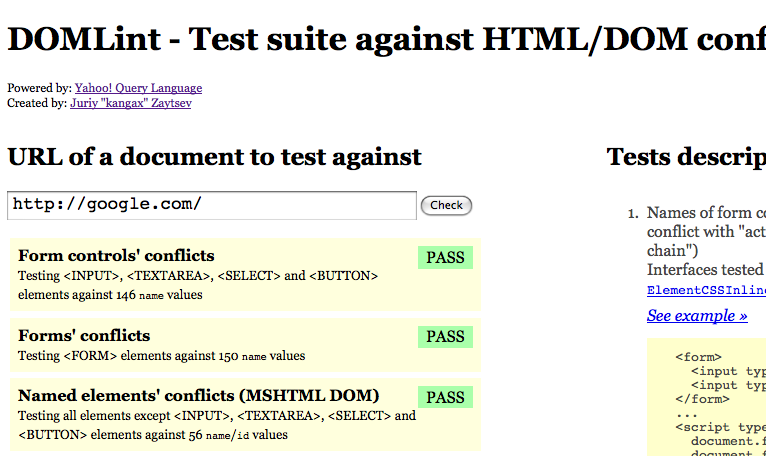 DOMLint - Test suite against HTML/DOM conf
Powered by: Yahoo! Query Language
Created by: Juriy "kangax" Zaytsev
URL of a document to test against
http://google.com/
Check
Form controls' conflicts
PASS
Testing <INPUT>, <TEXTAREA>, <SELECT> and <BUTTON>
elements against 146 name values
Forms' conflicts
PASS
Testing <FORM> elements against 150 name values
Named elements' conflicts (MSHTML DOM)
PASS
Testing all elements except <INPUT>, <TEXTAREA>, <SELECT> and
<BUTTON> elements against 56 name/id values
Tests descrip
1. Names of form co
conflict with "act
chain")
Interfaces tested
ElementCSSInline
See example »
<form>
<input typ
<input typ
</form>
...
<script type
document.f
document.f